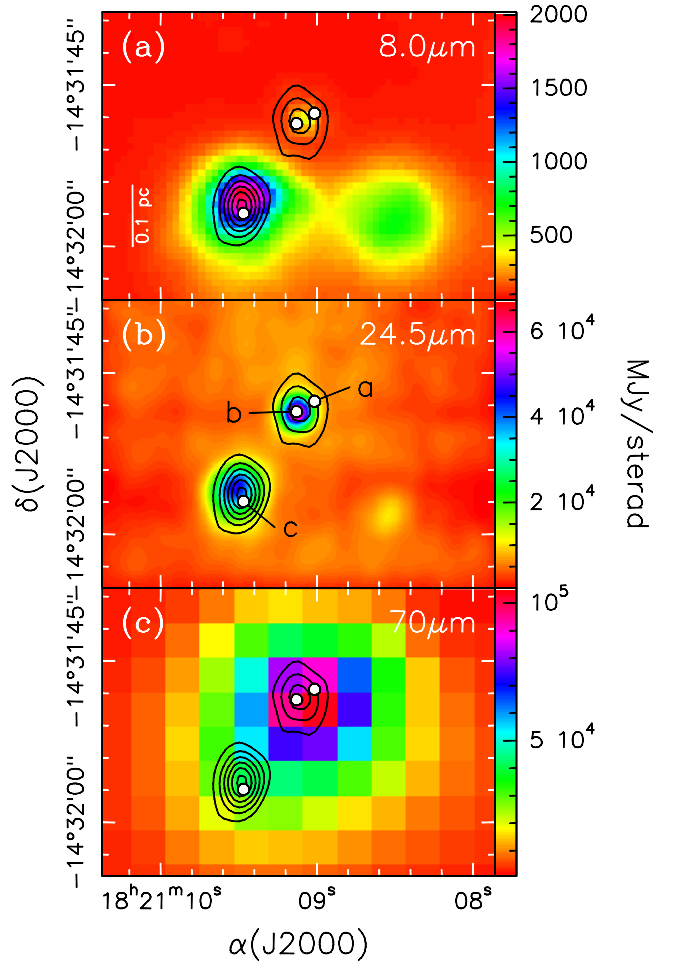 (a)
8.0μm
2000
1500
1000
500
−14°31'45"
−14°32'00"
0.1 pc
(b)
24.5μm
a
b
c
6 10⁴
4 10⁴
2 10⁴
−14°31'45"
−14°32'00"
δ(J2000)
MJy/sterad
(c)
70μm
10⁵
5 10⁴
−14°31'45"
−14°32'00"
18ʰ21ᵐ10ˢ
09ˢ
08ˢ
α(J2000)